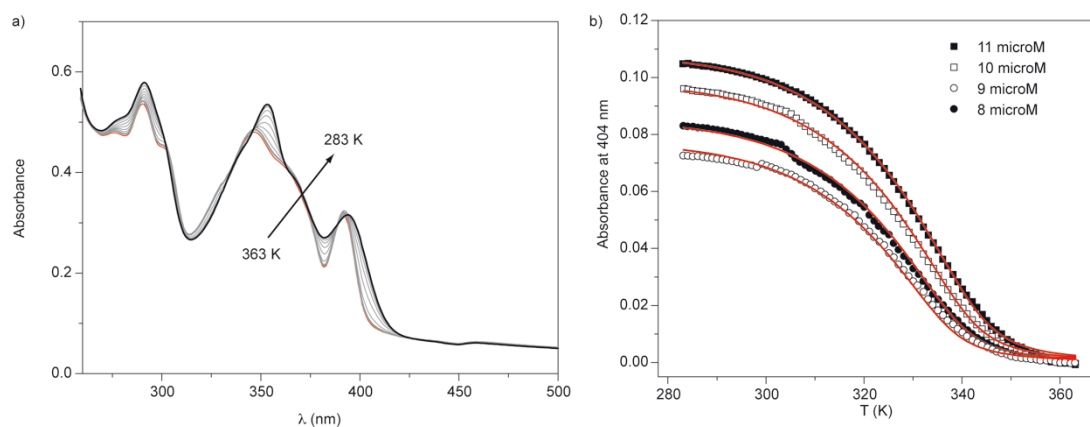 a)
Absorbance
0.6
0.4
0.2
0.0
283 K
363 K
300
350
400
450
500
λ (nm)
b)
Absorbance at 404 nm
0.12
0.10
0.08
0.06
0.04
0.02
0.00
11 microM
10 microM
9 microM
8 microM
280
300
320
340
360
T (K)